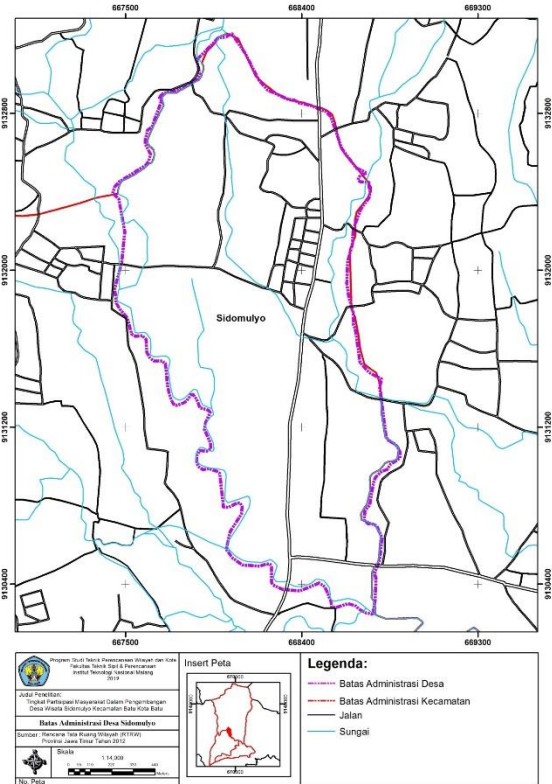 667500 668400 669300
9132800
9132800
9132000
9132000
Sidomulyo
9131200
9131200
9130400
9130400
667500 668400 669300
Program Studi Teknik Perencanaan Wilayah dan Kota
Fakultas Teknik Sipil & Perencanaan
Institut Teknologi Nasional Malang
2019
Judul Penelitian:
Tingkat Partisipasi Masyarakat Dalam Pengembangan
Desa Wisata Sidomulyo Kecamatan Batu Kota Batu
Batas Administrasi Desa Sidomulyo
Sumber : Rencana Tata Ruang Wilayah (RTRW)
Provinsi Jawa Timur Tahun 2012
Skala
1:14,000
No. Peta
Insert Peta
670000
670000
Legenda:
Batas Administrasi Desa
Batas Administrasi Kecamatan
Jalan
Sungai